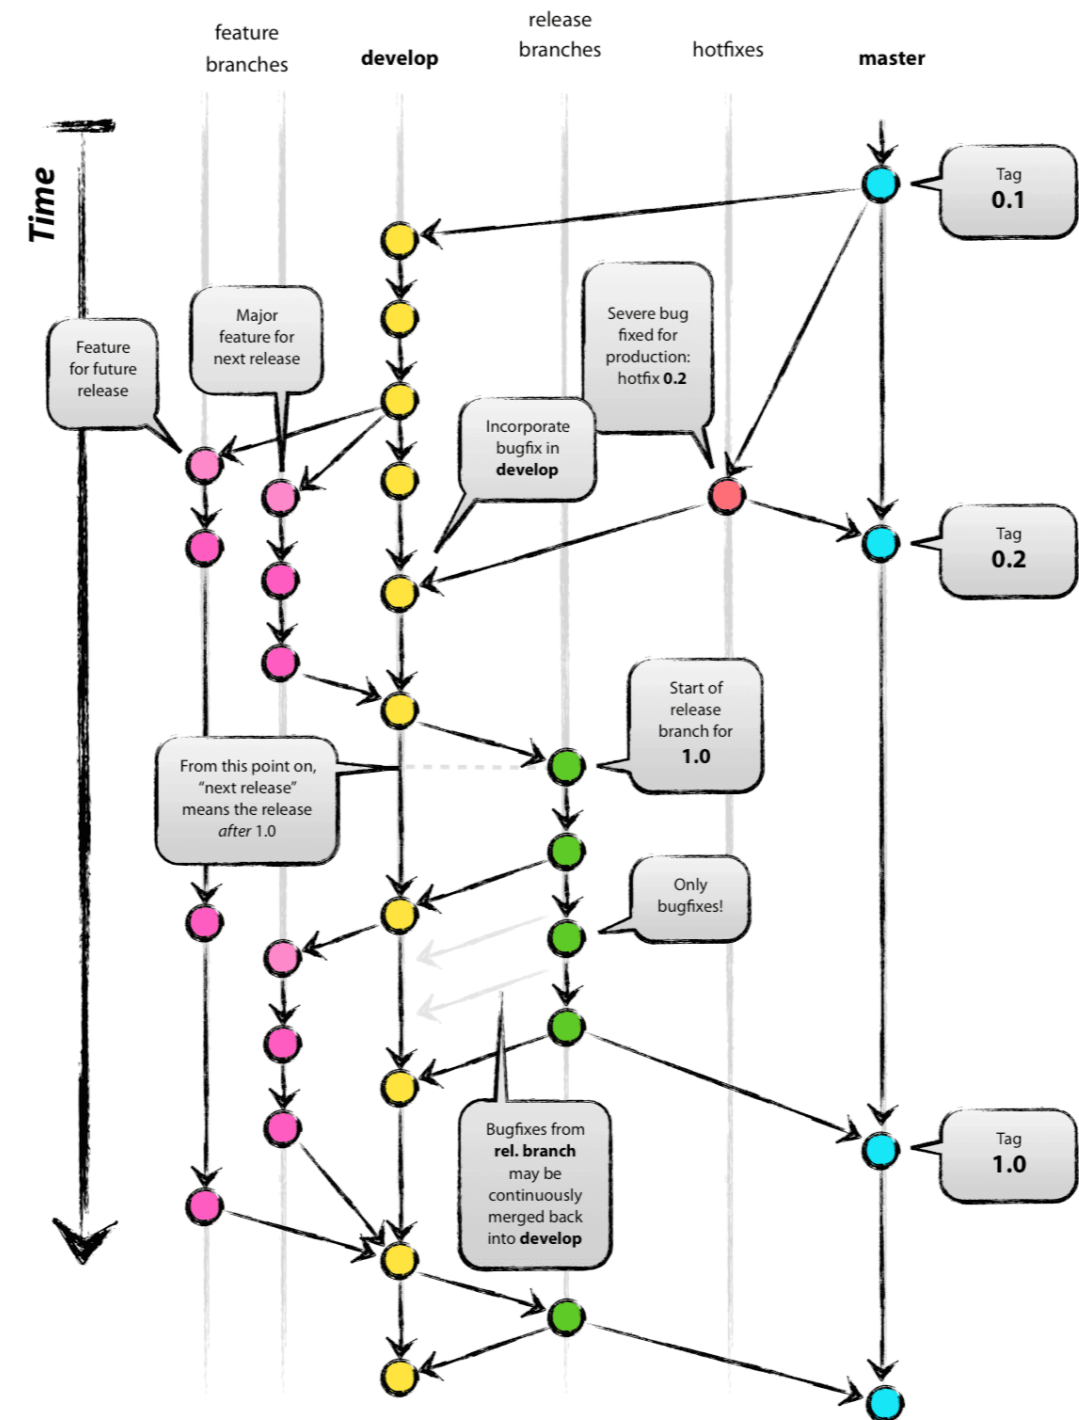 feature
branches
develop
release
branches
hotfixes
master
Time
Tag
0.1
Feature
for future
release
Major
feature for
next release
Severe bug
fixed for
production:
hotfix 0.2
Incorporate
bugfix in
develop
Tag
0.2
Start of
release
branch for
1.0
From this point on,
“next release”
means the release
after 1.0
Only
bugfixes!
Bugfixes from
rel. branch
may be
continuously
merged back
into develop
Tag
1.0